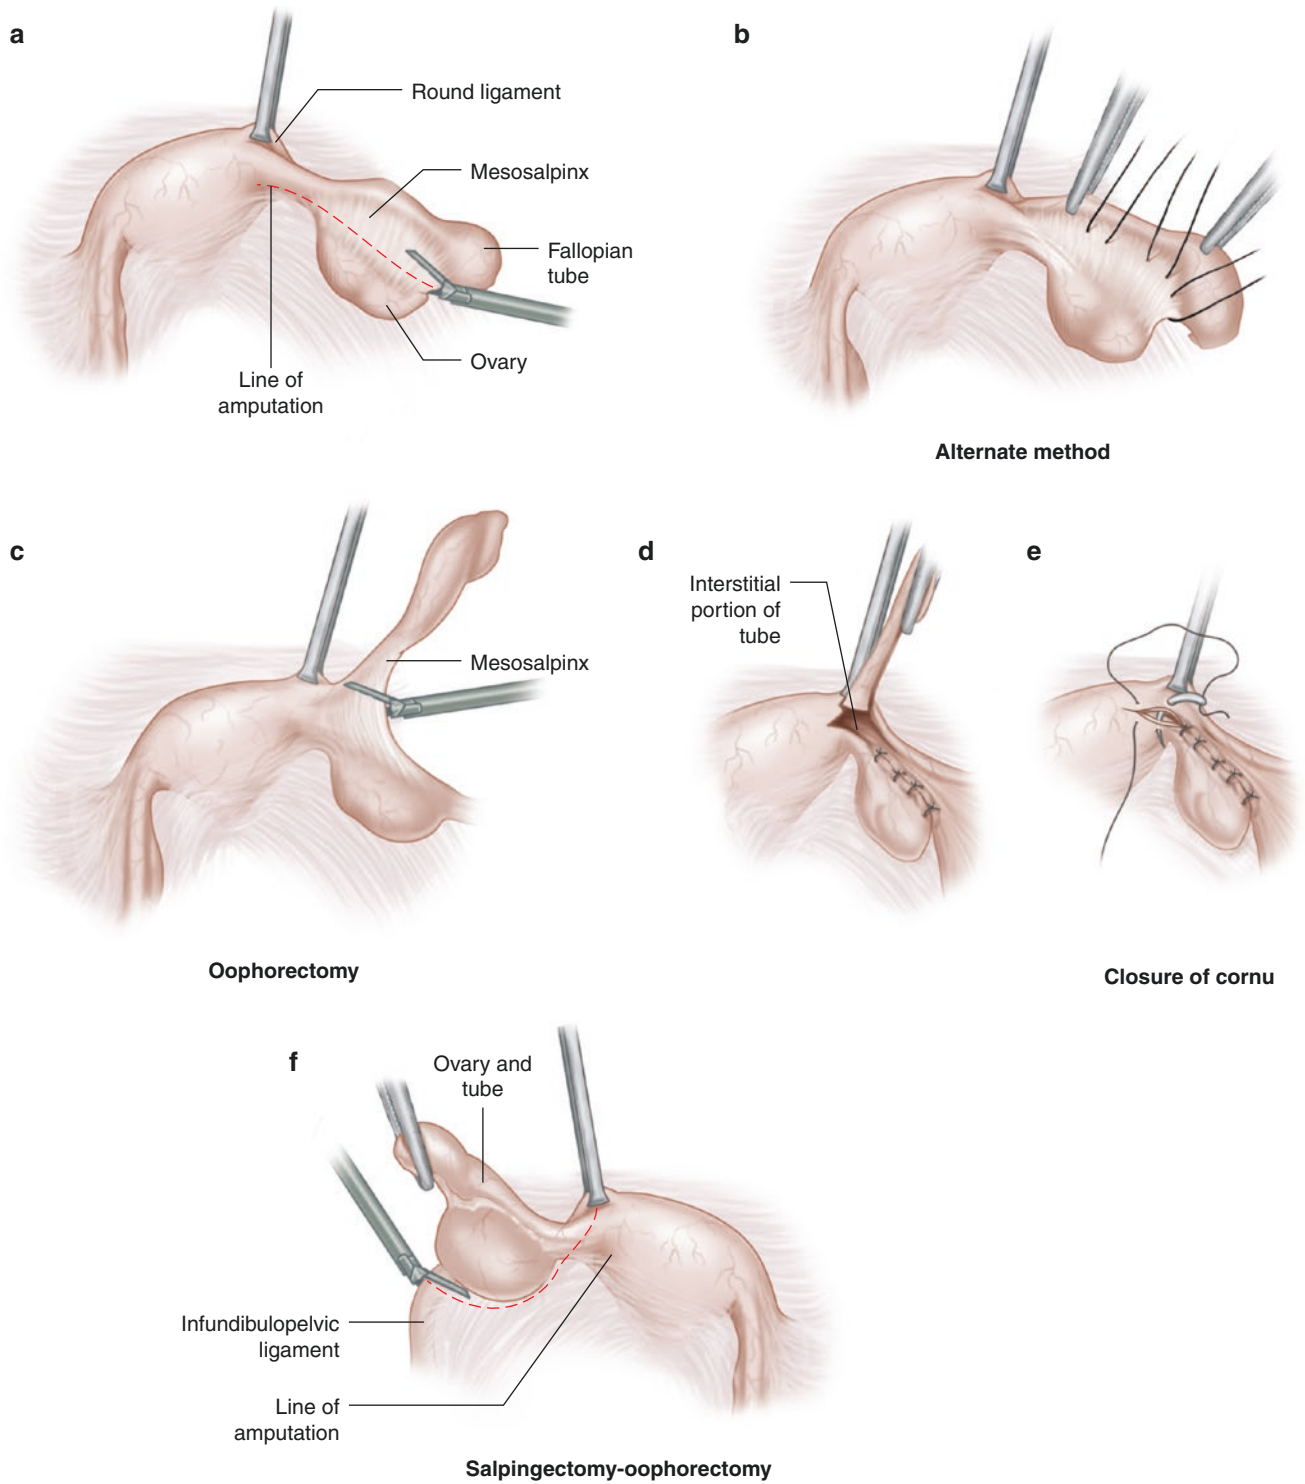 a
Round ligament
Mesosalpinx
Fallopian
tube
Ovary
Line of
amputation
b
Alternate method
c
Mesosalpinx
Oophorectomy
d
Interstitial
portion of
tube
e
Closure of cornu
f
Ovary and
tube
Infundibulopelvic
ligament
Line of
amputation
Salpingectomy-oophorectomy